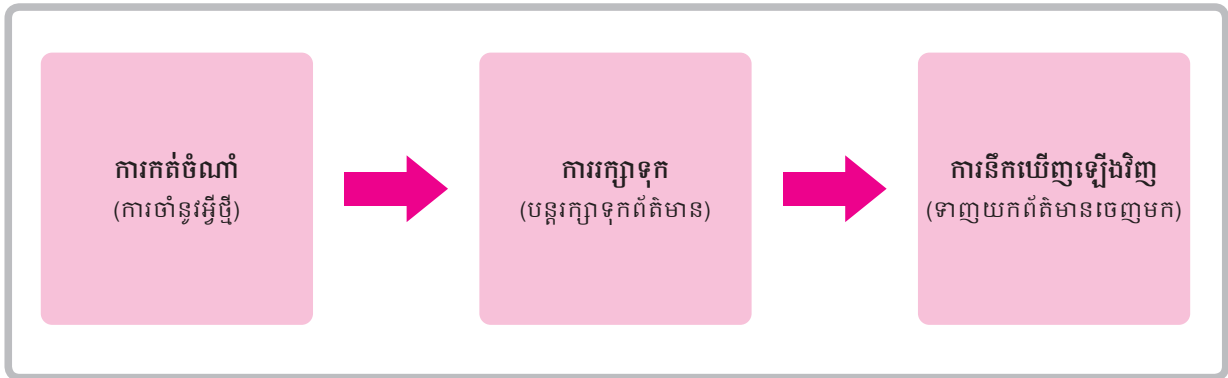 ការកត់ចំណាំ
(ការចាំនូវអ្វីថ្មី)
ការរក្សាទុក
(បន្តរក្សាទុកព័ត៌មាន)
ការនឹកឃើញឡើងវិញ
(ទាញយកព័ត៌មានចេញមក)